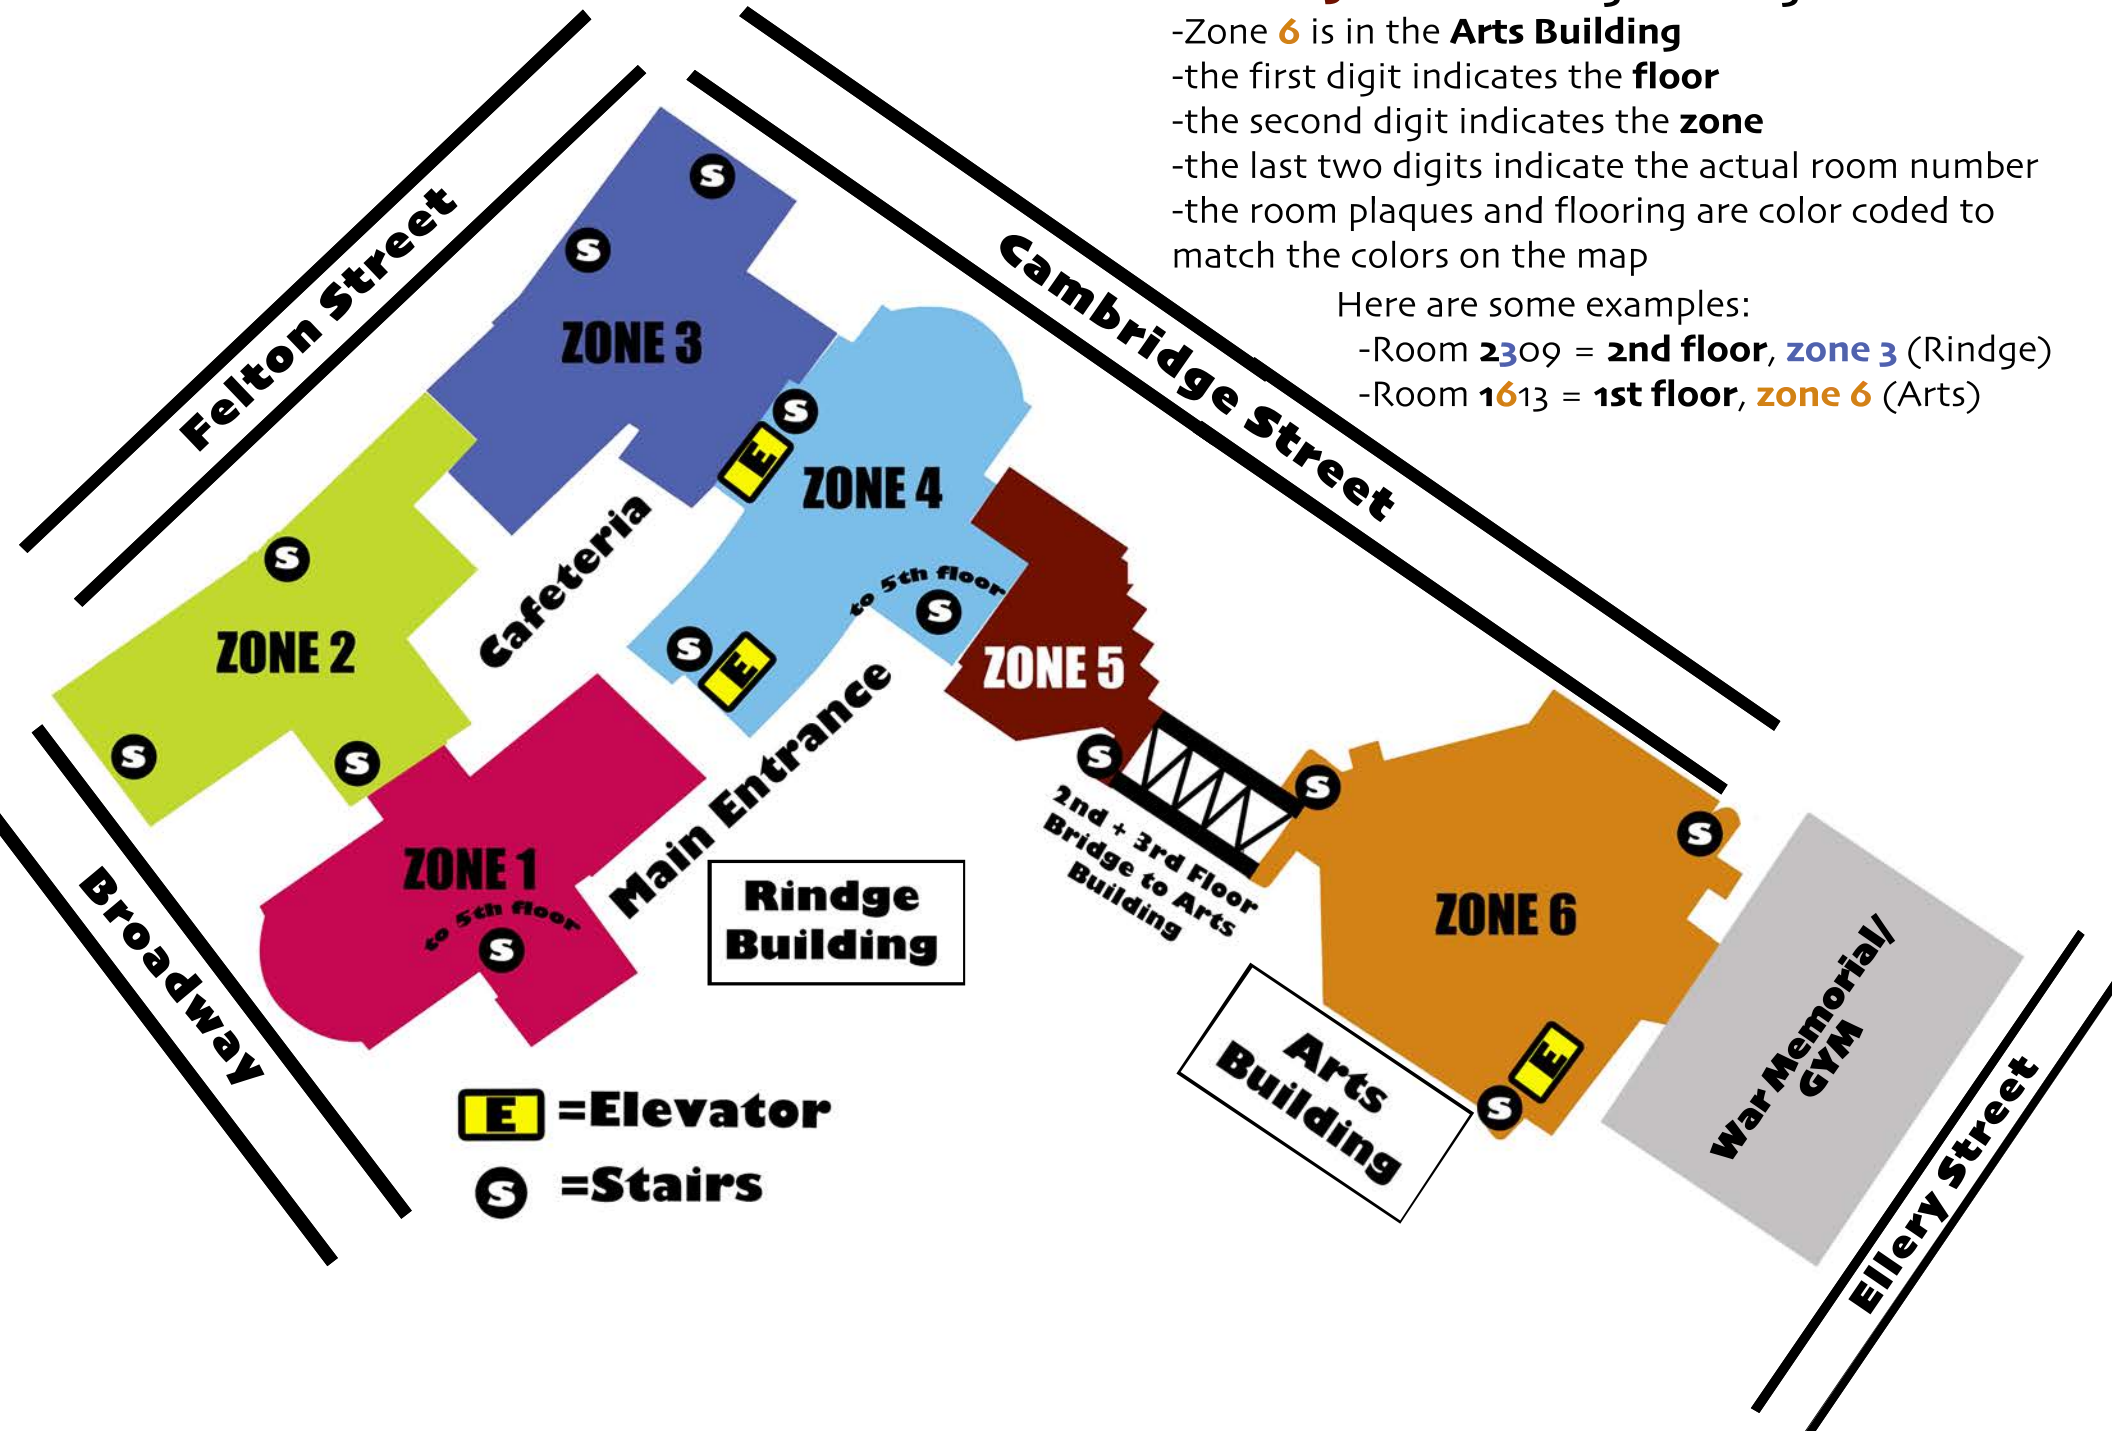 -Zone 6 is in the Arts Building
-the first digit indicates the floor
-the second digit indicates the zone
-the last two digits indicate the actual room number
-the room plaques and flooring are color coded to
match the colors on the map
Here are some examples:
-Room 2309 = 2nd floor, zone 3 (Rindge)
-Room 1613 = 1st floor, zone 6 (Arts)
Felton Street
Cambridge Street
S
S
ZONE 3
S
E
ZONE 4
Cafeteria
to 5th floor
S
S
E
S
ZONE 2
S
S
ZONE 5
Main Entrance
S
2nd + 3rd Floor
Bridge to Arts
Building
S
S
ZONE 1
to 5th floor
S
Rindge
Building
ZONE 6
E
S
Arts
Building
War Memorial/
GYM
Broadway
Ellery Street
E =Elevator
S =Stairs